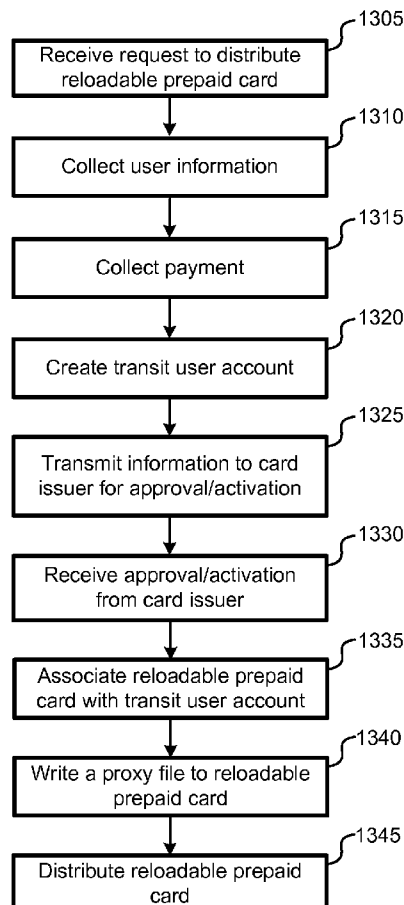 1305
Receive request to distribute
reloadable prepaid card
1310
Collect user information
1315
Collect payment
1320
Create transit user account
1325
Transmit information to card
issuer for approval/activation
1330
Receive approval/activation
from card issuer
1335
Associate reloadable prepaid
card with transit user account
1340
Write a proxy file to reloadable
prepaid card
1345
Distribute reloadable prepaid
card